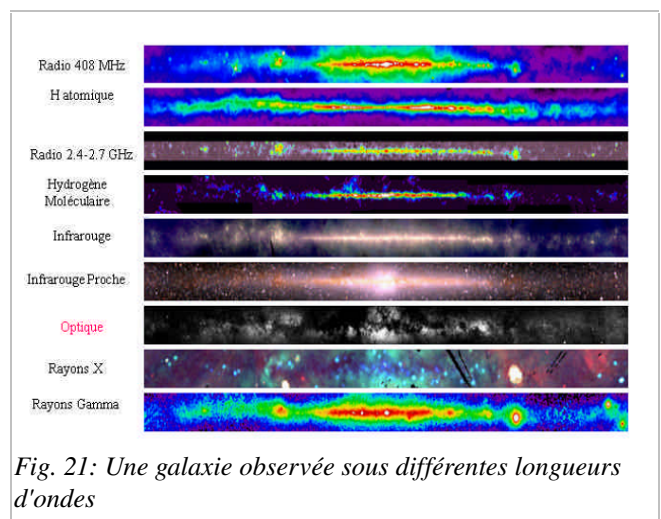 Radio 408 MHz
H atomique
Radio 2.4-2.7 GHz
Hydrogène
Moléculaire
Infrarouge
Infrarouge Proche
Optique
Rayons X
Rayons Gamma
Fig. 21: Une galaxie observée sous différentes longueurs
d'ondes